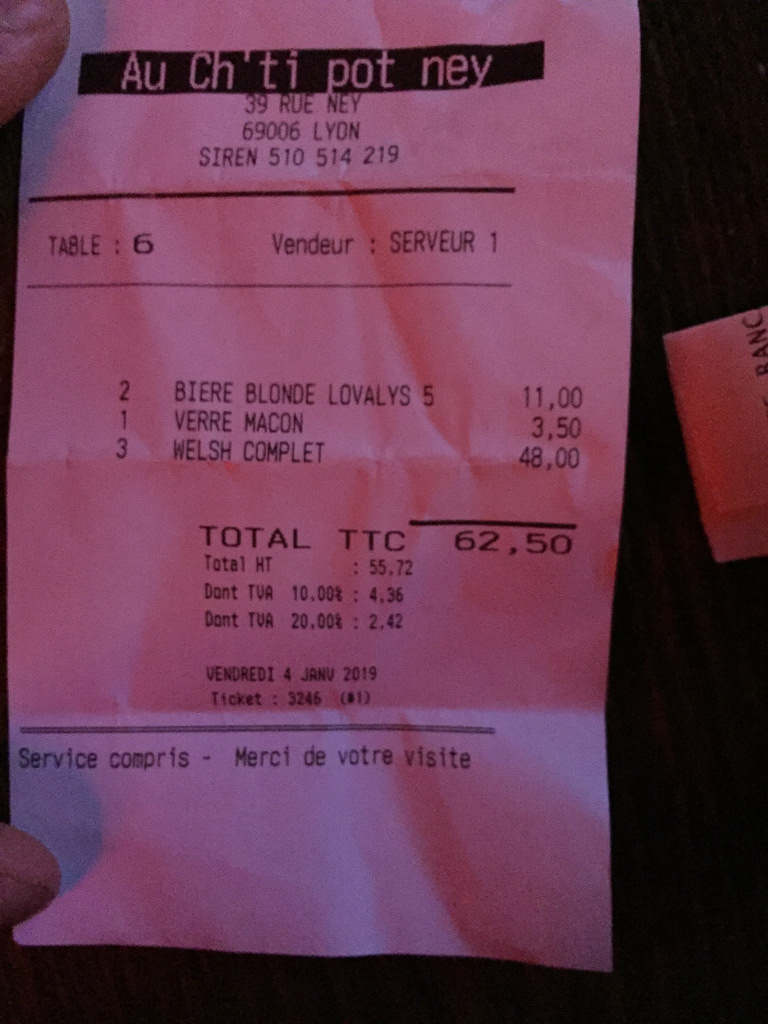 Au Ch'ti pot ney
39 RUE NEY
69006 LYON
SIREN 510 514 219
TABLE : 6 Vendeur : SERVEUR 1
2 BIERE BLONDE LOVALYS 5 11,00
1 VERRE MACON 3,50
3 WELSH COMPLET 48,00
TOTAL TTC 62,50
Total HT : 55.72
Dont TVA 10.00% : 4.36
Dont TVA 20.00% : 2.42
VENDREDI 4 JANV 2019
Ticket : 3246 (#1)
Service compris - Merci de votre visite
BANC